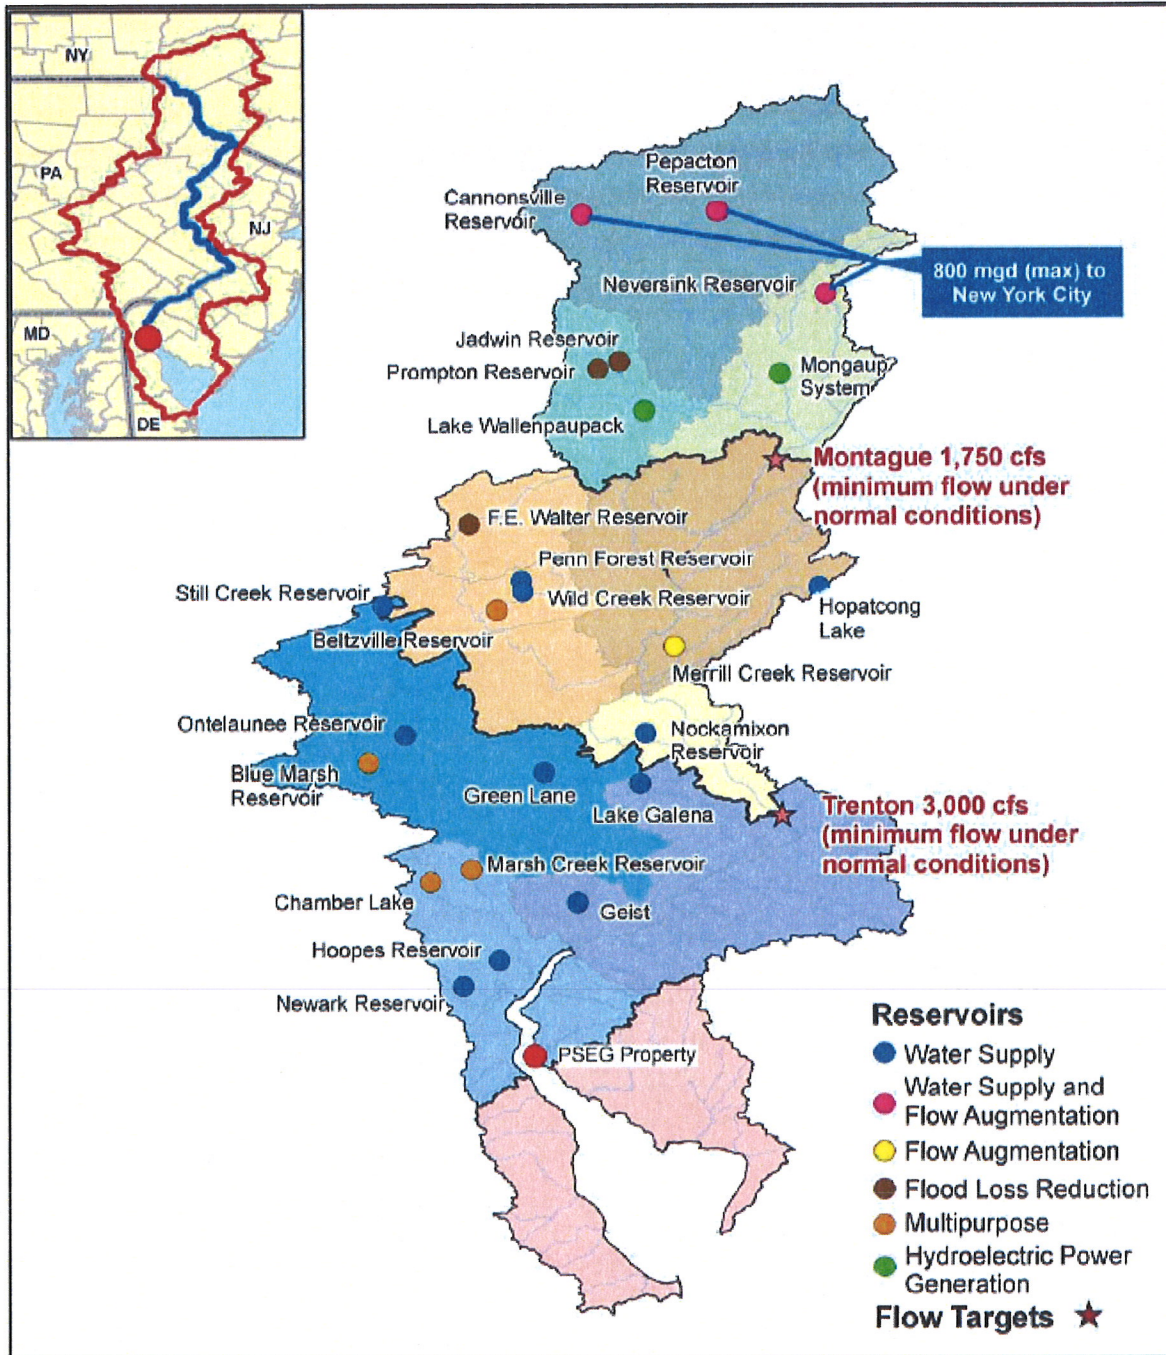 NY
PA
NJ
MD
DE
Pepacton
Reservoir
Cannonsville
Reservoir
800 mgd (max) to
New York City
Neversink Reservoir
Jadwin Reservoir
Prompton Reservoir
Mongaup
System
Lake Wallenpaupack
Montague 1,750 cfs
(minimum flow under
normal conditions)
F.E. Walter Reservoir
Penn Forest Reservoir
Still Creek Reservoir
Wild Creek Reservoir
Hopatcong
Lake
Beltzville Reservoir
Merrill Creek Reservoir
Ontelaunee Reservoir
Nockamixon
Reservoir
Blue Marsh
Reservoir
Green Lane
Lake Galena
Trenton 3,000 cfs
(minimum flow under
normal conditions)
Marsh Creek Reservoir
Chamber Lake
Geist
Hoopes Reservoir
Newark Reservoir
PSEG Property
Reservoirs
Water Supply
Water Supply and
Flow Augmentation
Flow Augmentation
Flood Loss Reduction
Multipurpose
Hydroelectric Power
Generation
Flow Targets